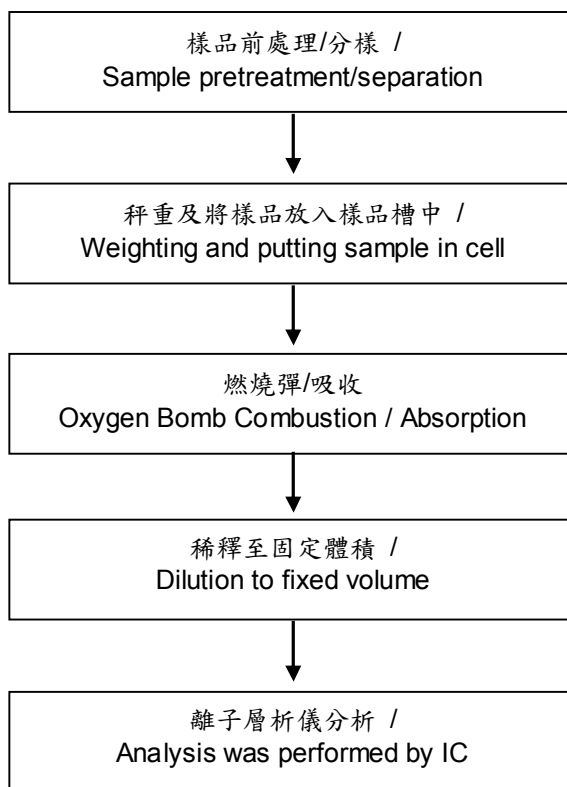 樣品前處理/分樣 /
Sample pretreatment/separation
秤重及將樣品放入樣品槽中 /
Weighting and putting sample in cell
燃燒彈/吸收
Oxygen Bomb Combustion / Absorption
稀釋至固定體積 /
Dilution to fixed volume
離子層析儀分析 /
Analysis was performed by IC